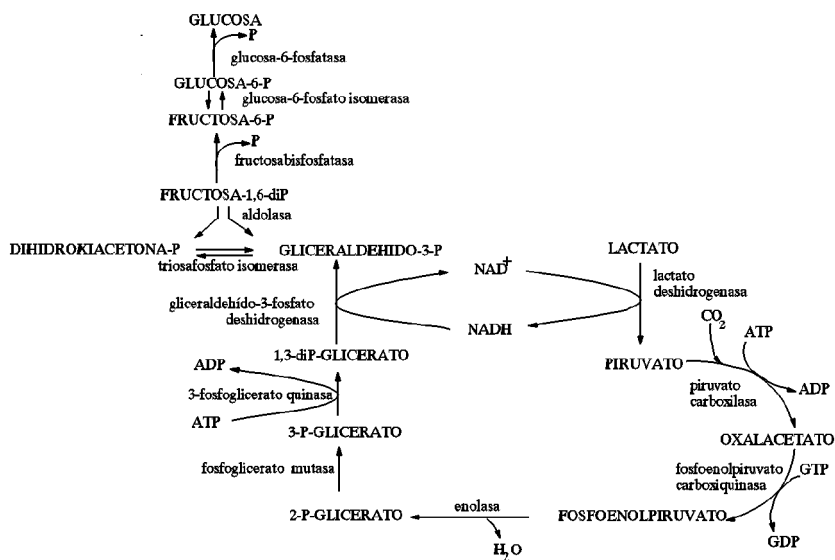 GLUCOSA
P
glucosa-6-fosfatasa
GLUCOSA-6-P
glucosa-6-fosfato isomerasa
FRUCTOSA-6-P
P
fructosabisfosfatasa
FRUCTOSA-1,6-diP
aldolasa
DIHIDROKIACETONA-P
triosafosfato isomerasa
GLICERALDEHIDO-3-P
NAD+
LACTATO
lactato
deshidrogenasa
gliceraldehído-3-fosfato
deshidrogenasa
NADH
CO2
ATP
1,3-diP-GLICERATO
PIRUVATO
ADP
piruvato
carboxilasa
ADP
3-fosfoglicerato quinasa
ATP
3-P-GLICERATO
OXALACETATO
fosfoglicerato mutasa
fosfoenolpiruvato
carboxiquinasa
GTP
enolasa
2-P-GLICERATO
FOSFOENOLPIRUVATO
H2O
GDP